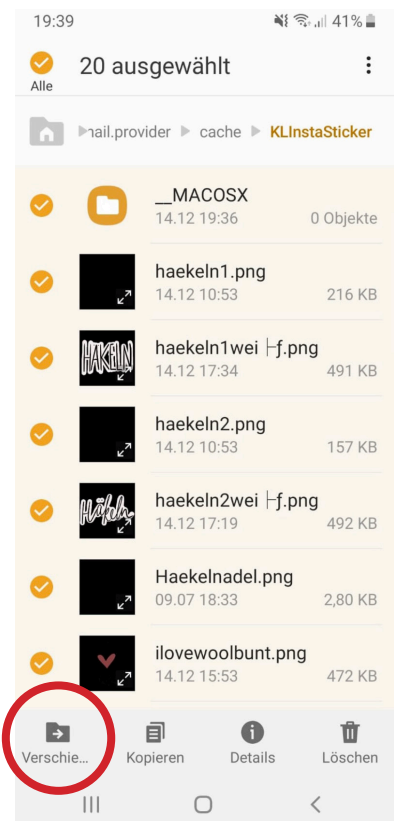 19:39 41%
20 ausgewählt
Alle
nail.provider cache KLInstaSticker
__MACOSX
14.12 19:36 0 Objekte
haekeln1.png
14.12 10:53 216 KB
HÄKELN
haekeln1wei├ƒ.png
14.12 17:34 491 KB
haekeln2.png
14.12 10:53 157 KB
Häkeln
haekeln2wei├ƒ.png
14.12 17:19 492 KB
Haekelnadel.png
09.07 18:33 2,80 KB
ilovewoolbunt.png
14.12 15:53 472 KB
Verschie... Kopieren Details Löschen